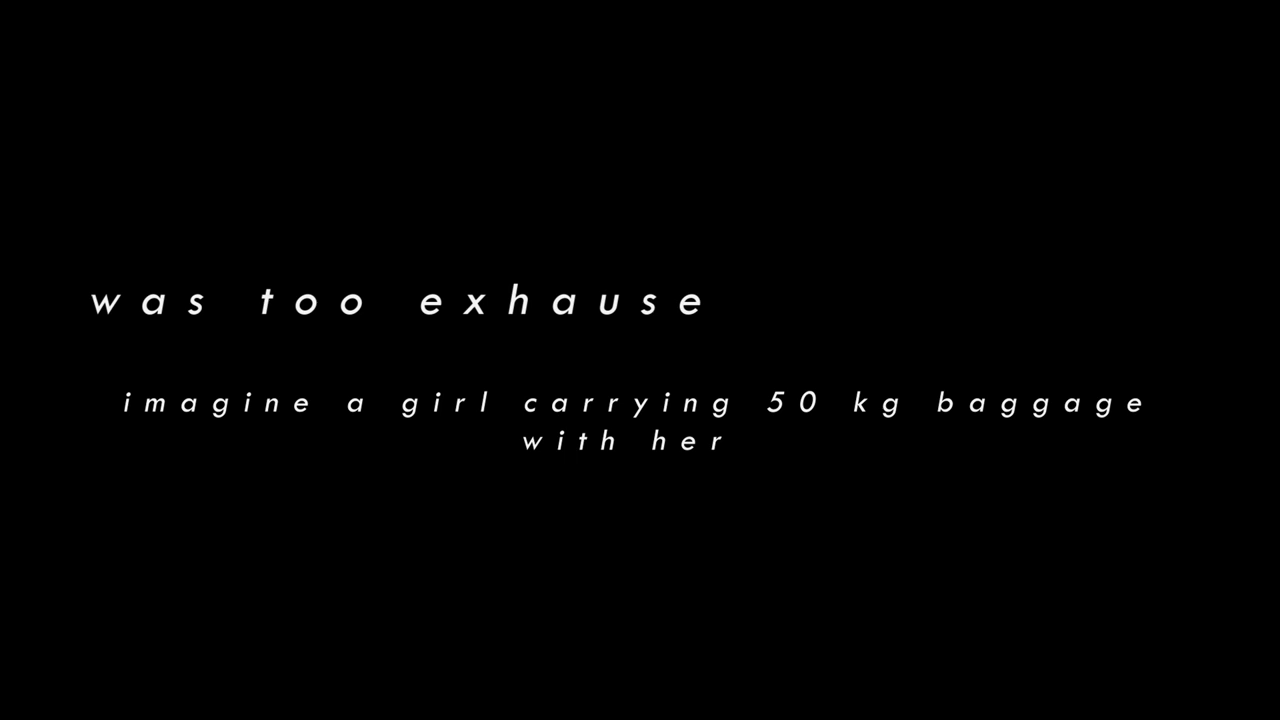 was too exhause
imagine a girl carrying 50 kg baggage
with her